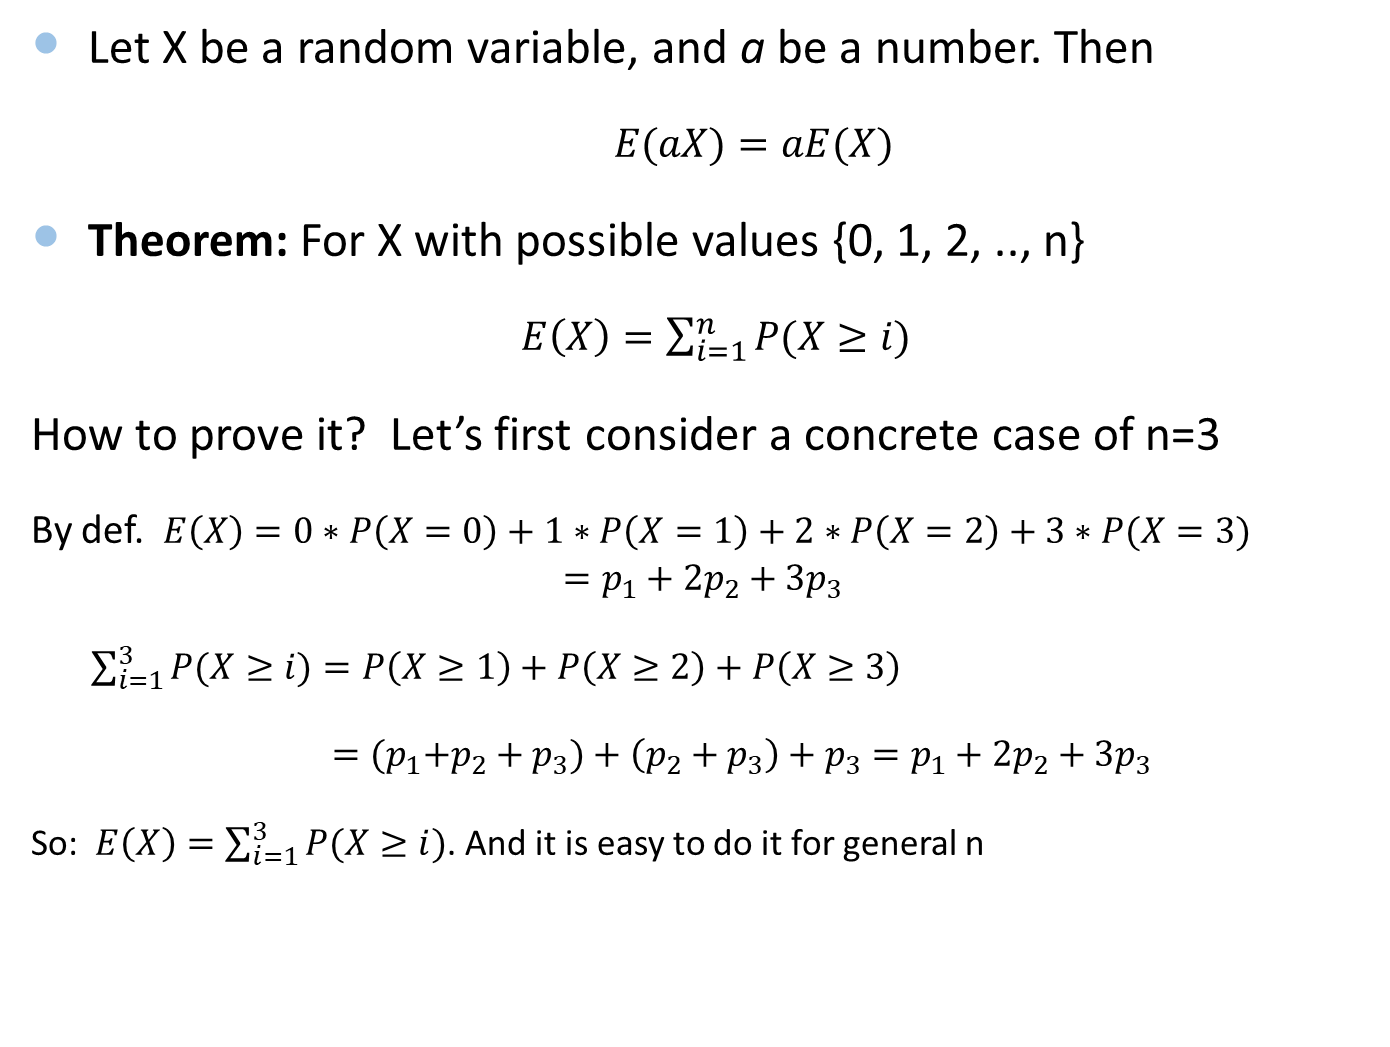 • Let X be a random variable, and a be a number. Then
E(aX) = aE(X)
• Theorem: For X with possible values {0, 1, 2, .., n}
E(X) = ∑ⁿᵢ₌₁ P(X ≥ i)
How to prove it? Let’s first consider a concrete case of n=3
By def. E(X) = 0 ∗ P(X = 0) + 1 ∗ P(X = 1) + 2 ∗ P(X = 2) + 3 ∗ P(X = 3)
= p₁ + 2p₂ + 3p₃
∑³ᵢ₌₁ P(X ≥ i) = P(X ≥ 1) + P(X ≥ 2) + P(X ≥ 3)
= (p₁+p₂ + p₃) + (p₂ + p₃) + p₃ = p₁ + 2p₂ + 3p₃
So: E(X) = ∑³ᵢ₌₁ P(X ≥ i). And it is easy to do it for general n